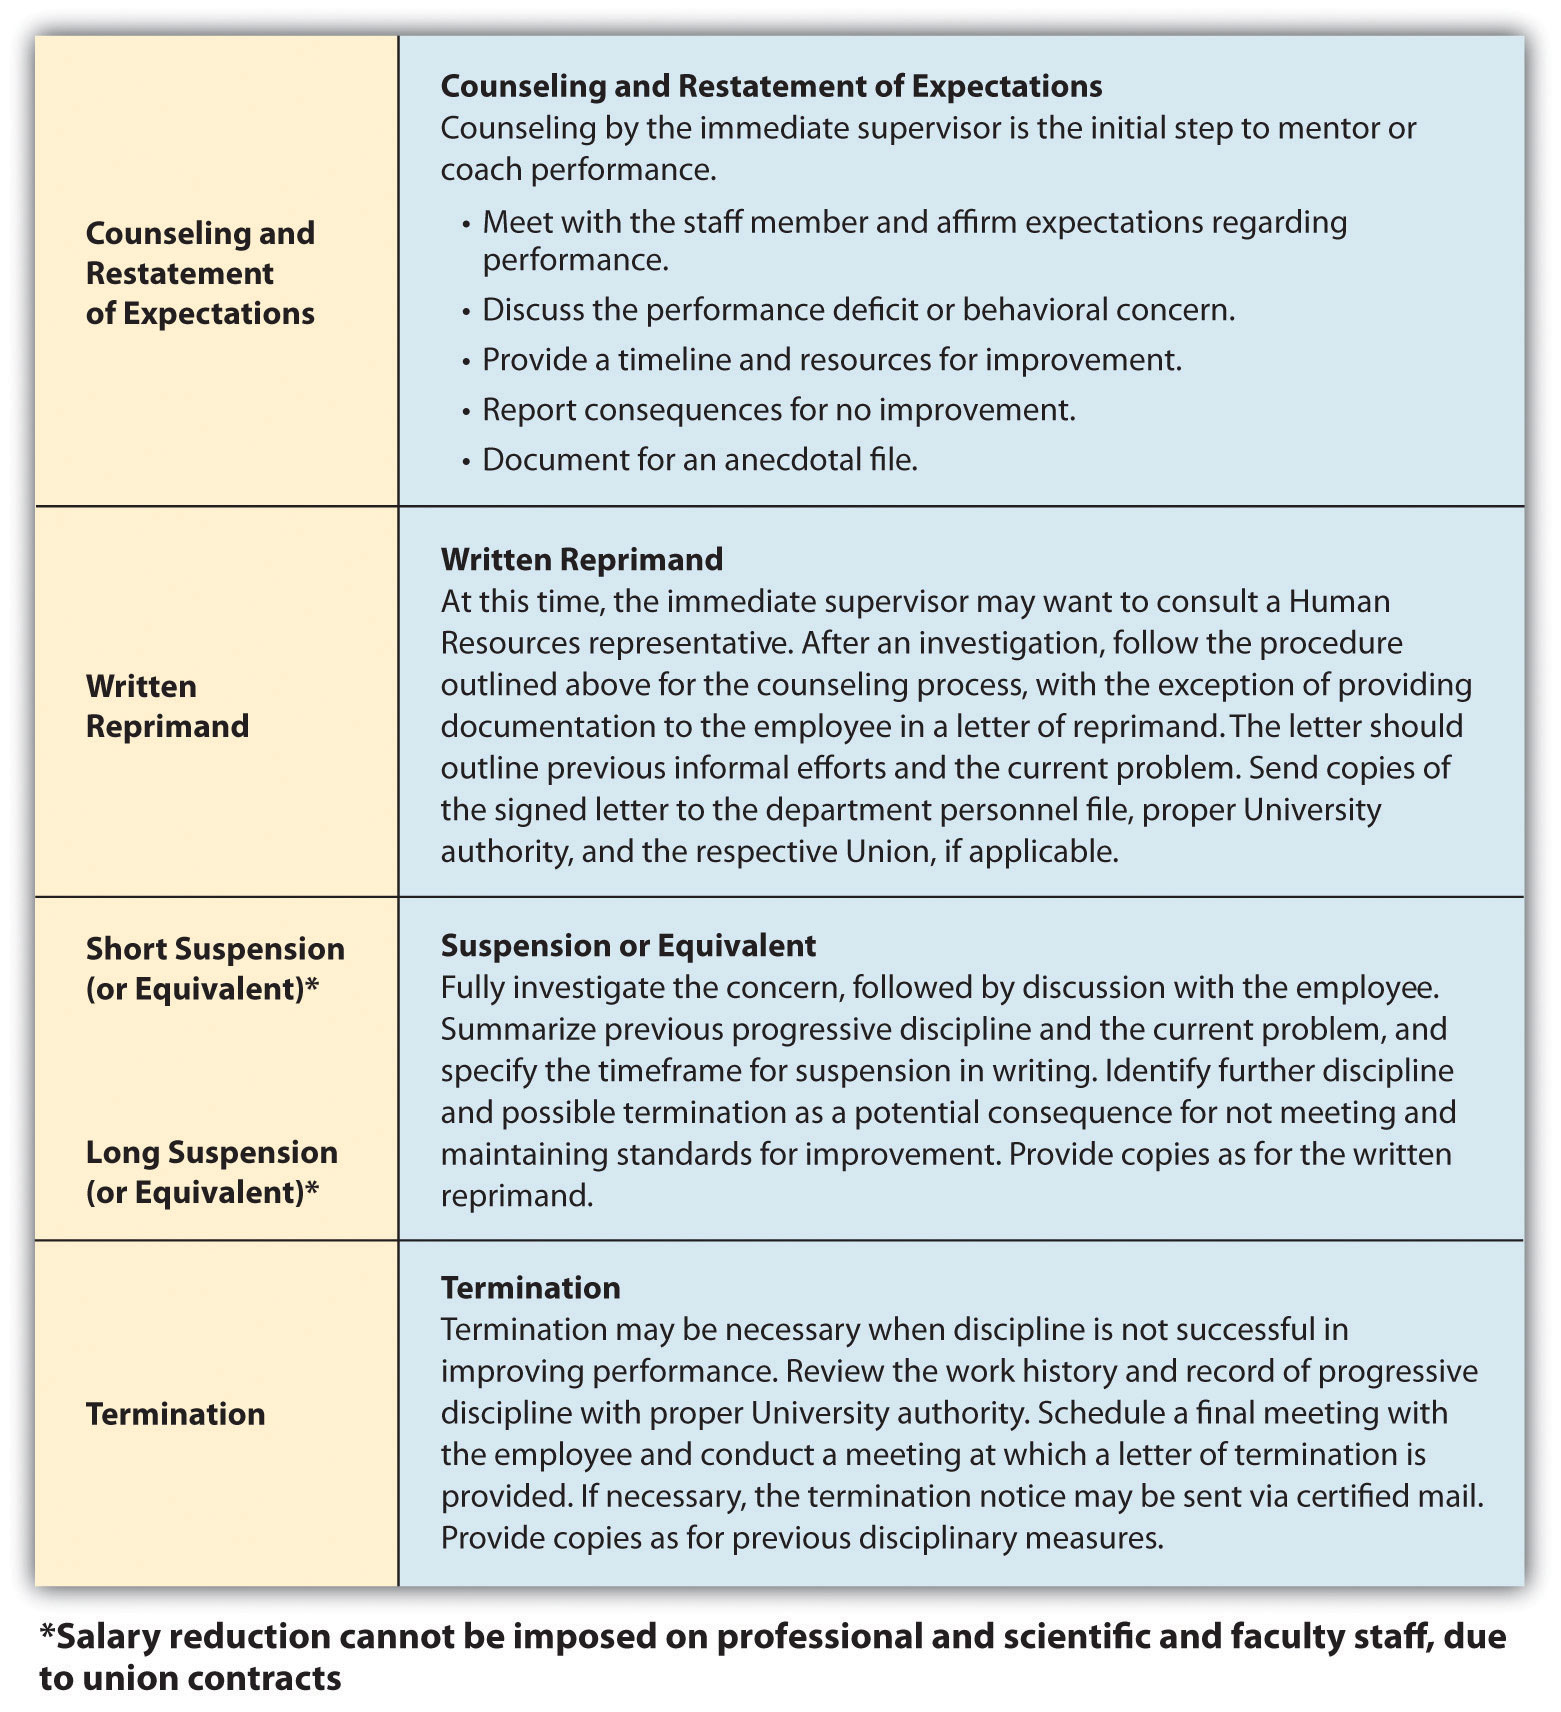 Counseling and
Restatement
of Expectations
Counseling and Restatement of Expectations
Counseling by the immediate supervisor is the initial step to mentor or
coach performance.
• Meet with the staff member and affirm expectations regarding
performance.
• Discuss the performance deficit or behavioral concern.
• Provide a timeline and resources for improvement.
• Report consequences for no improvement.
• Document for an anecdotal file.
Written
Reprimand
Written Reprimand
At this time, the immediate supervisor may want to consult a Human
Resources representative. After an investigation, follow the procedure
outlined above for the counseling process, with the exception of providing
documentation to the employee in a letter of reprimand. The letter should
outline previous informal efforts and the current problem. Send copies of
the signed letter to the department personnel file, proper University
authority, and the respective Union, if applicable.
Short Suspension
(or Equivalent)*
Long Suspension
(or Equivalent)*
Suspension or Equivalent
Fully investigate the concern, followed by discussion with the employee.
Summarize previous progressive discipline and the current problem, and
specify the timeframe for suspension in writing. Identify further discipline
and possible termination as a potential consequence for not meeting and
maintaining standards for improvement. Provide copies as for the written
reprimand.
Termination
Termination
Termination may be necessary when discipline is not successful in
improving performance. Review the work history and record of progressive
discipline with proper University authority. Schedule a final meeting with
the employee and conduct a meeting at which a letter of termination is
provided. If necessary, the termination notice may be sent via certified mail.
Provide copies as for previous disciplinary measures.
*Salary reduction cannot be imposed on professional and scientific and faculty staff, due
to union contracts